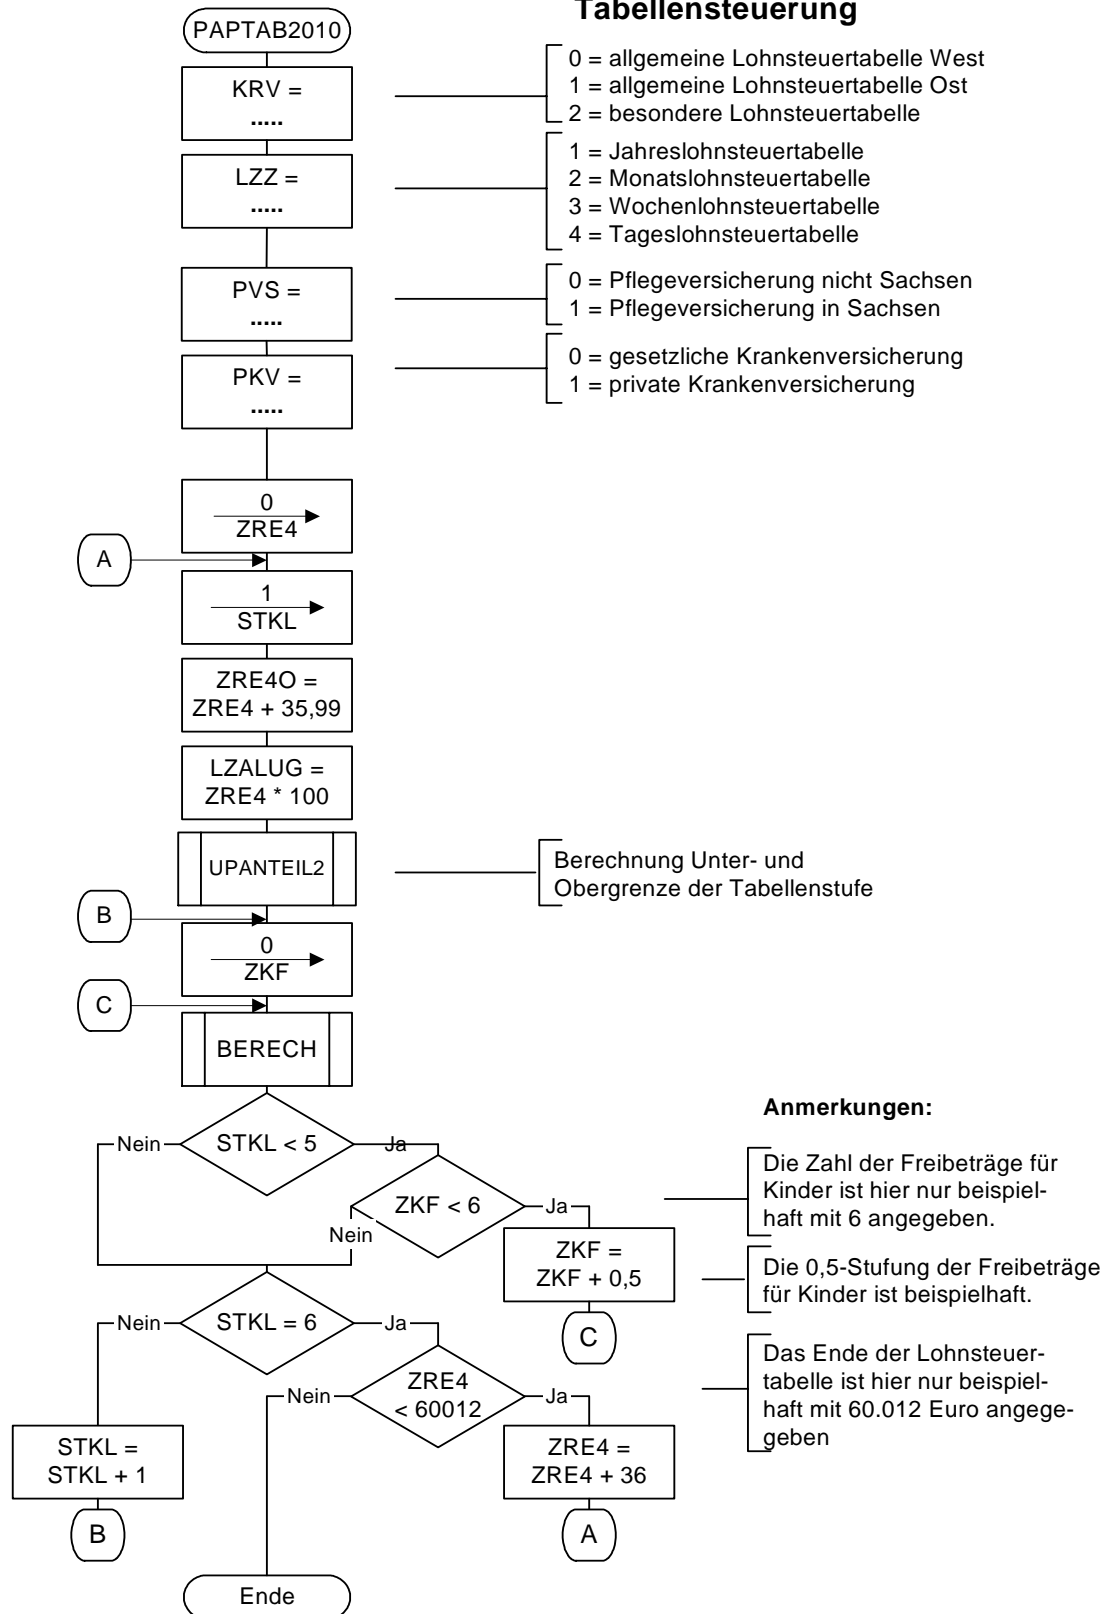 Tabellensteuerung
PAPTAB2010
KRV =
.....
0 = allgemeine Lohnsteuertabelle West
1 = allgemeine Lohnsteuertabelle Ost
2 = besondere Lohnsteuertabelle
LZZ =
.....
1 = Jahreslohnsteuertabelle
2 = Monatslohnsteuertabelle
3 = Wochenlohnsteuertabelle
4 = Tageslohnsteuertabelle
PVS =
.....
0 = Pflegeversicherung nicht Sachsen
1 = Pflegeversicherung in Sachsen
PKV =
.....
0 = gesetzliche Krankenversicherung
1 = private Krankenversicherung
0
ZRE4
A
1
STKL
ZRE4O =
ZRE4 + 35,99
LZALUG =
ZRE4 * 100
UPANTEIL2
Berechnung Unter- und
Obergrenze der Tabellenstufe
B
0
ZKF
C
BERECH
Anmerkungen:
Nein
STKL < 5
Ja
Die Zahl der Freibeträge für
Kinder ist hier nur beispiel-
haft mit 6 angegeben.
ZKF < 6
Ja
Nein
ZKF =
ZKF + 0,5
Die 0,5-Stufung der Freibeträge
für Kinder ist beispielhaft.
C
Nein
STKL = 6
Ja
Das Ende der Lohnsteuer-
tabelle ist hier nur beispiel-
haft mit 60.012 Euro angege-
geben
Nein
ZRE4
< 60012
Ja
STKL =
STKL + 1
ZRE4 =
ZRE4 + 36
B
A
Ende